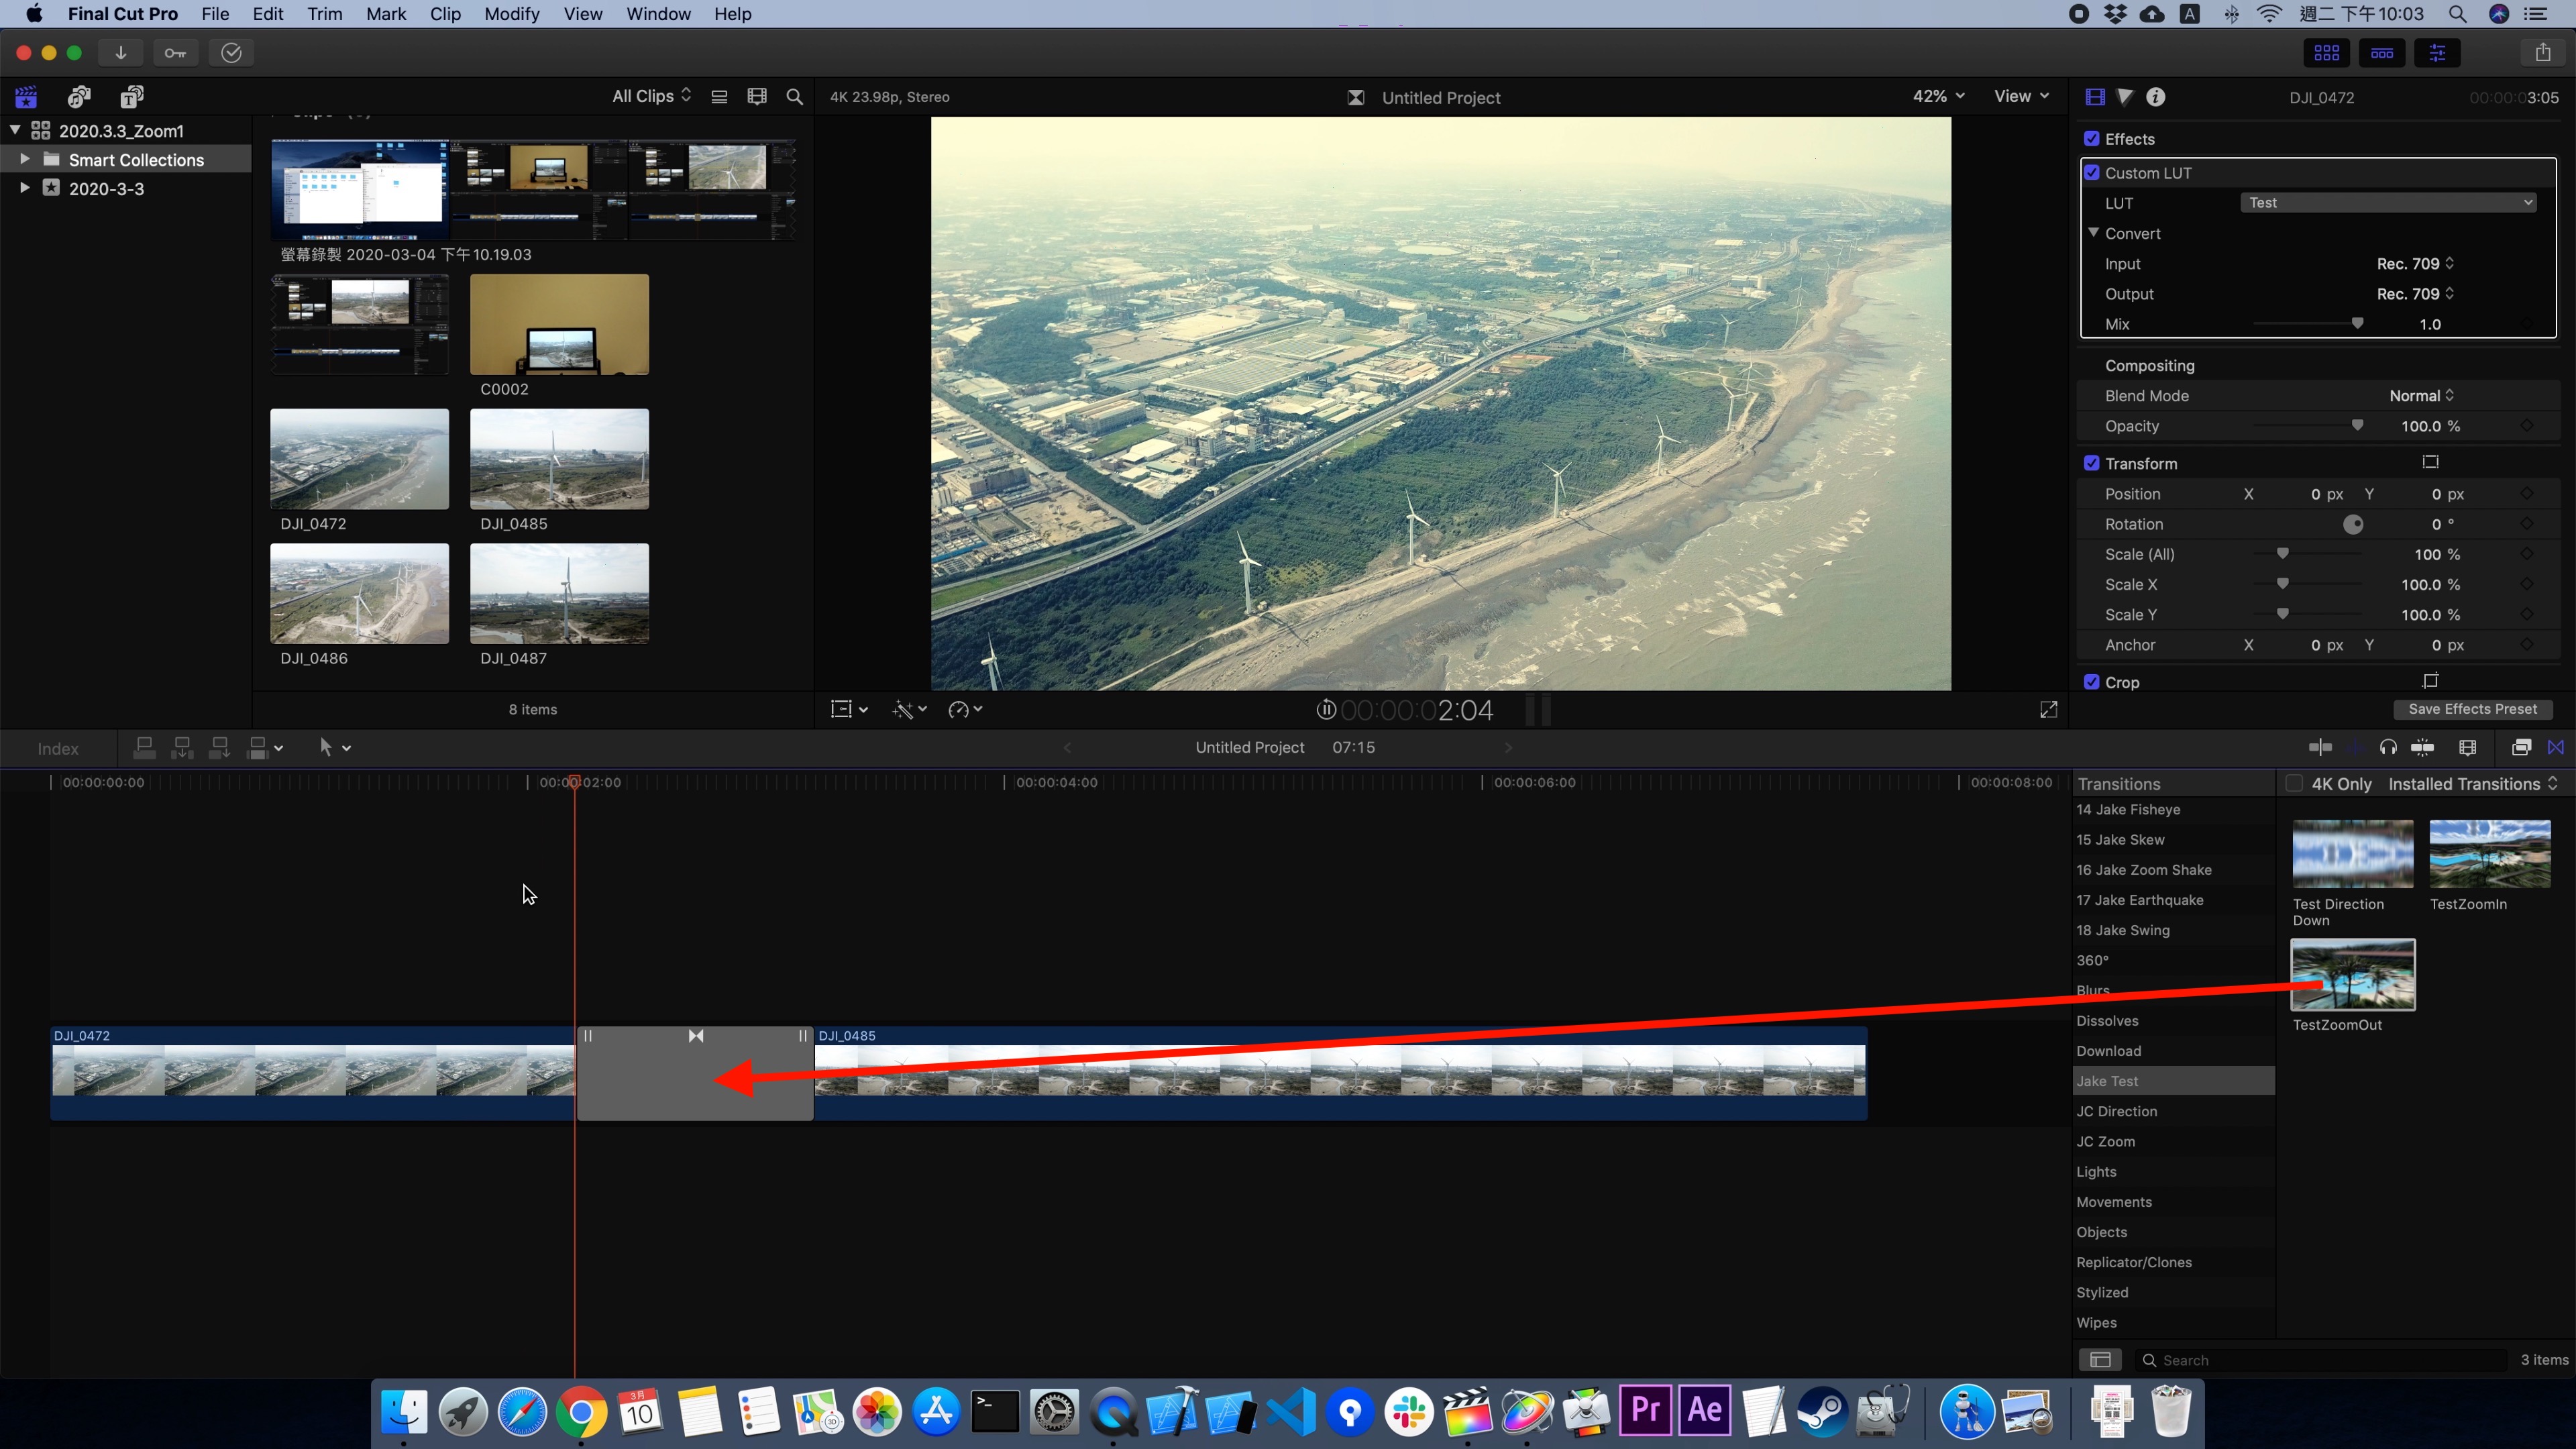 Final Cut Pro File Edit Trim Mark Clip Modify View Window Help
A 週二 下午10:03
All Clips
4K 23.98p, Stereo
Untitled Project
42% View
DJI_0472
00:00:03:05
2020.3.3_Zoom1
Smart Collections
2020-3-3
螢幕錄製 2020-03-04 下午10.19.03
C0002
DJI_0472 DJI_0485
DJI_0486 DJI_0487
8 items
00:00:02:04
Effects
Custom LUT
LUT Test
Convert
Input Rec. 709
Output Rec. 709
Mix 1.0
Compositing
Blend Mode Normal
Opacity 100.0 %
Transform
Position X 0 px Y 0 px
Rotation 0 °
Scale (All) 100 %
Scale X 100.0 %
Scale Y 100.0 %
Anchor X 0 px Y 0 px
Crop
Save Effects Preset
Index
Untitled Project 07:15
00:00:00:00 00:00:02:00 00:00:04:00 00:00:06:00 00:00:08:00
DJI_0472
DJI_0485
Transitions
4K Only Installed Transitions
14 Jake Fisheye
15 Jake Skew
16 Jake Zoom Shake
17 Jake Earthquake
18 Jake Swing
360°
Blurs
Dissolves
Download
Jake Test
JC Direction
JC Zoom
Lights
Movements
Objects
Replicator/Clones
Stylized
Wipes
Test Direction
Down
TestZoomIn
TestZoomOut
Search
3 items
3月
10
3D
Pr
Ae